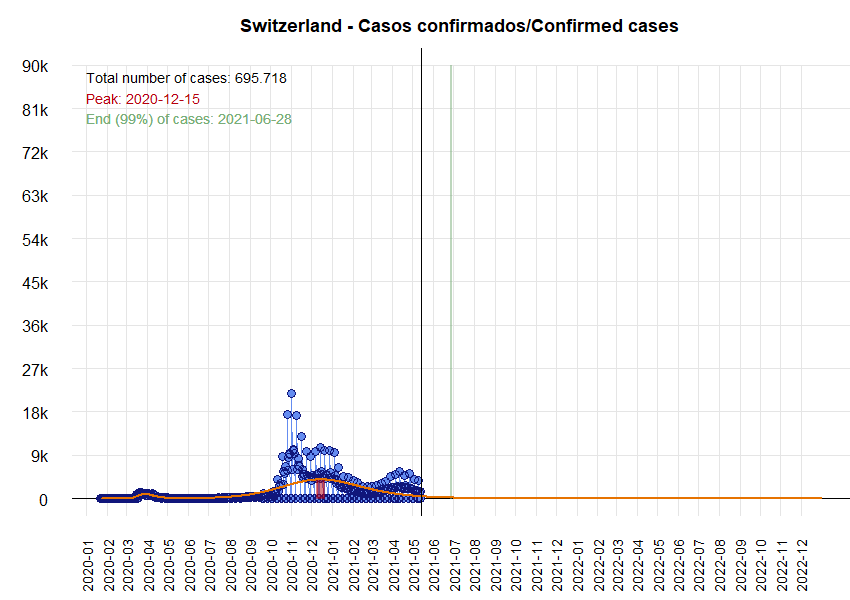 Switzerland - Casos confirmados/Confirmed cases
90k
81k
72k
63k
54k
45k
36k
27k
18k
9k
0
Total number of cases: 695.718
Peak: 2020-12-15
End (99%) of cases: 2021-06-28
2020-01
2020-02
2020-03
2020-04
2020-05
2020-06
2020-07
2020-08
2020-09
2020-10
2020-11
2020-12
2021-01
2021-02
2021-03
2021-04
2021-05
2021-06
2021-07
2021-08
2021-09
2021-10
2021-11
2021-12
2022-01
2022-02
2022-03
2022-04
2022-05
2022-06
2022-07
2022-08
2022-09
2022-10
2022-11
2022-12